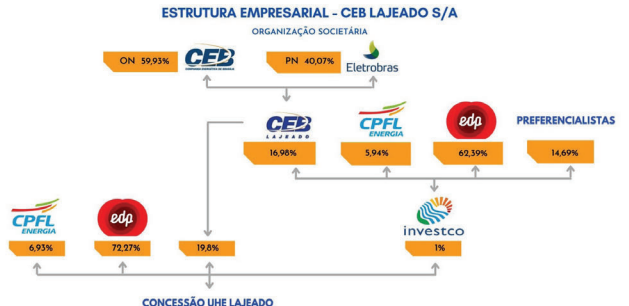 ESTRUTURA EMPRESARIAL - CEB LAJEADO S/A
ORGANIZAÇÃO SOCIETÁRIA
ON 59,93%
CEB
PN 40,07%
Eletrobras
CEB
LAJEADO
CPFL
ENERGIA
edp
PREFERENCIALISTAS
16,98%
5,94%
62,39%
14,69%
CPFL
ENERGIA
edp
investco
6,93%
72,27%
19,8%
1%
CONCESSÃO UHE LAJEADO